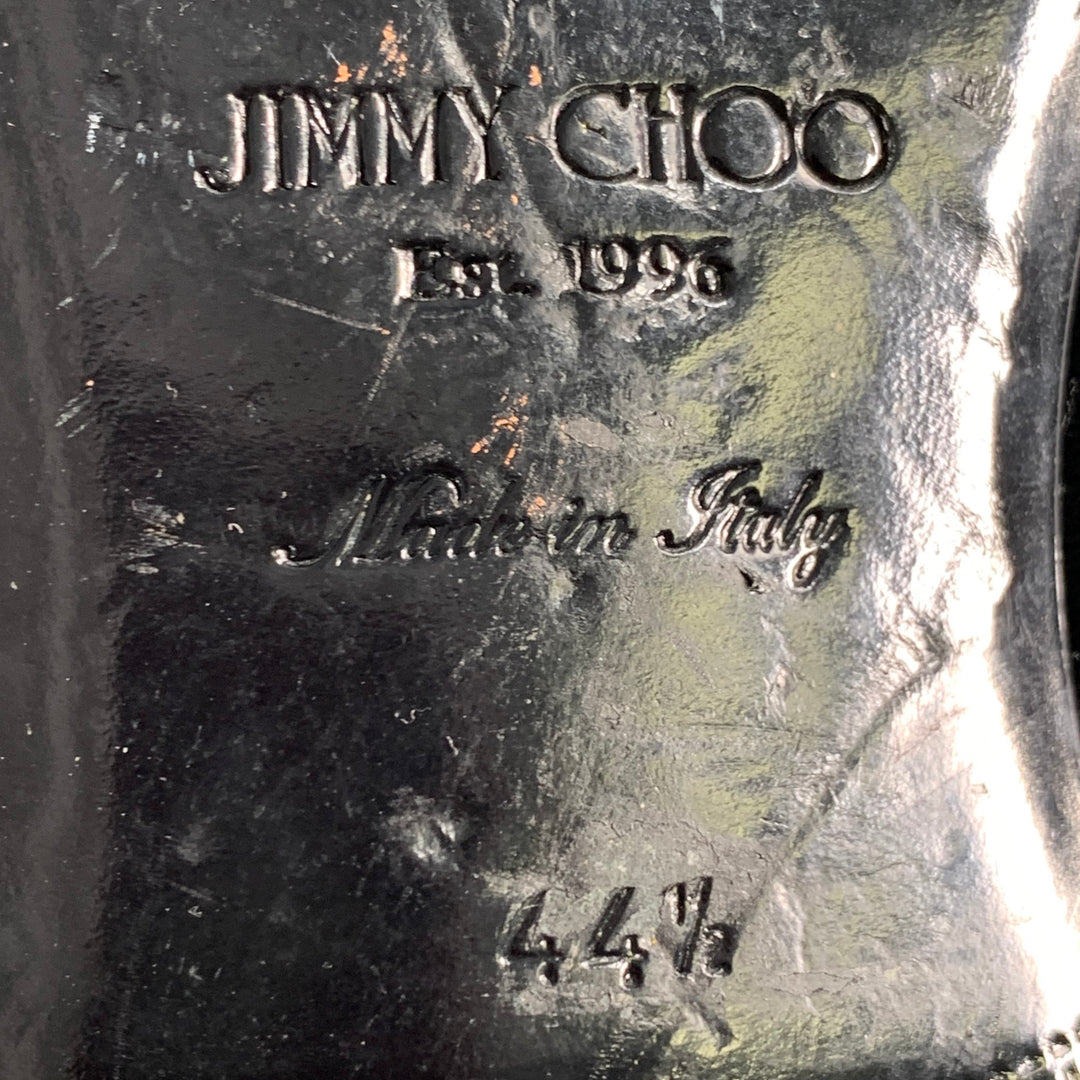 JIMMY CHOO
Est. 1996
Made in Italy
44½